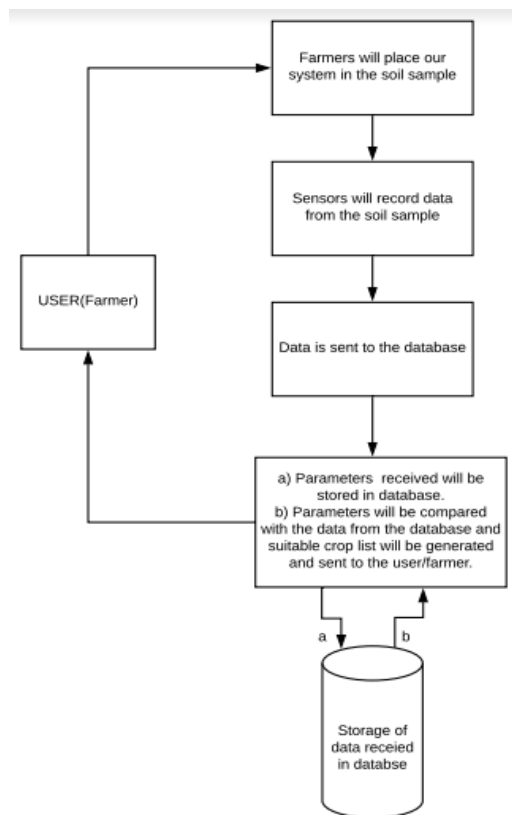 Farmers will place our
system in the soil sample
Sensors will record data
from the soil sample
USER(Farmer)
Data is sent to the database
a) Parameters received will be
stored in database.
b) Parameters will be compared
with the data from the database and
suitable crop list will be generated
and sent to the user/farmer.
a
b
Storage of
data receied
in databse